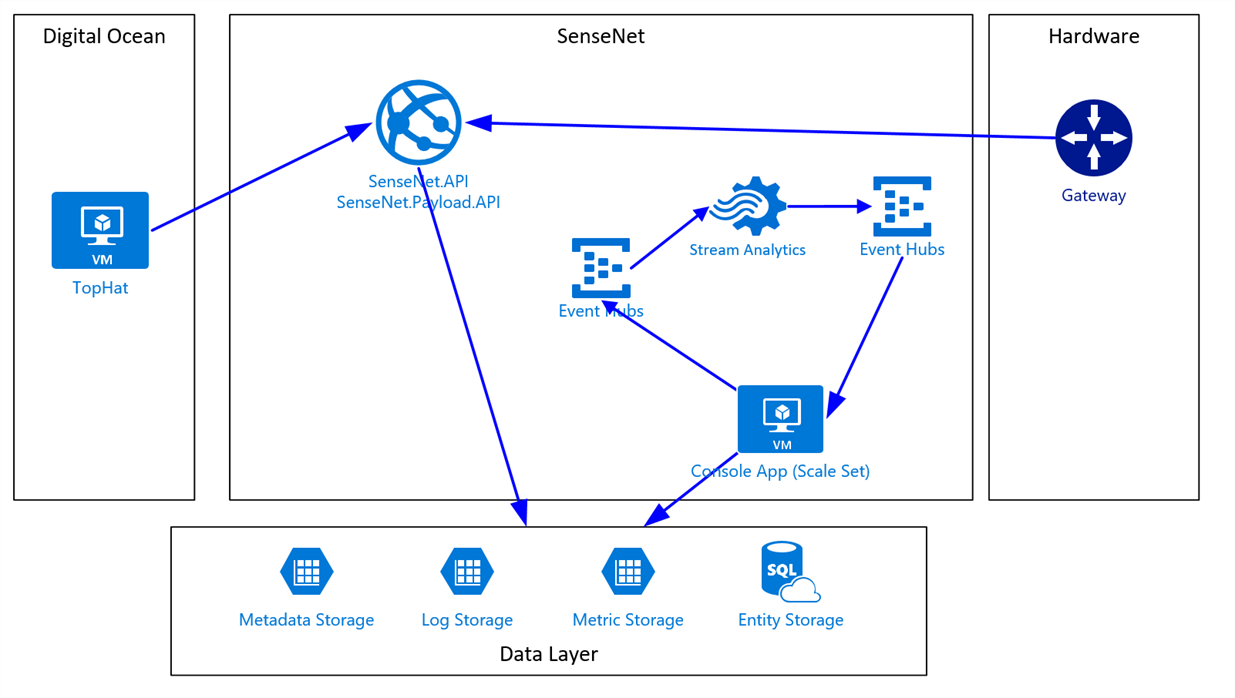 Digital Ocean
SenseNet
Hardware
SenseNet.API
SenseNet.Payload.API
Gateway
Stream Analytics
Event Hubs
VM
TopHat
Event Hubs
VM
Console App (Scale Set)
SQL
Metadata Storage
Log Storage
Metric Storage
Entity Storage
Data Layer